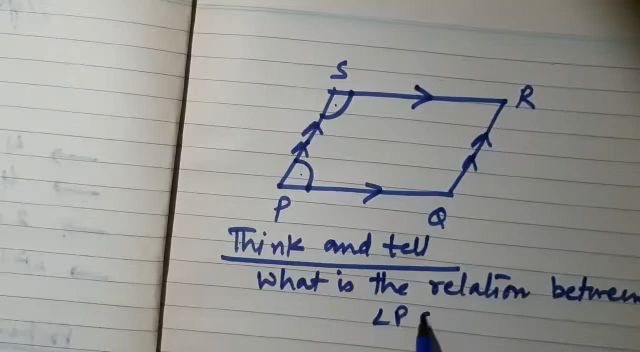 S
R
P
Q
Think and tell
What is the relation between
∠P